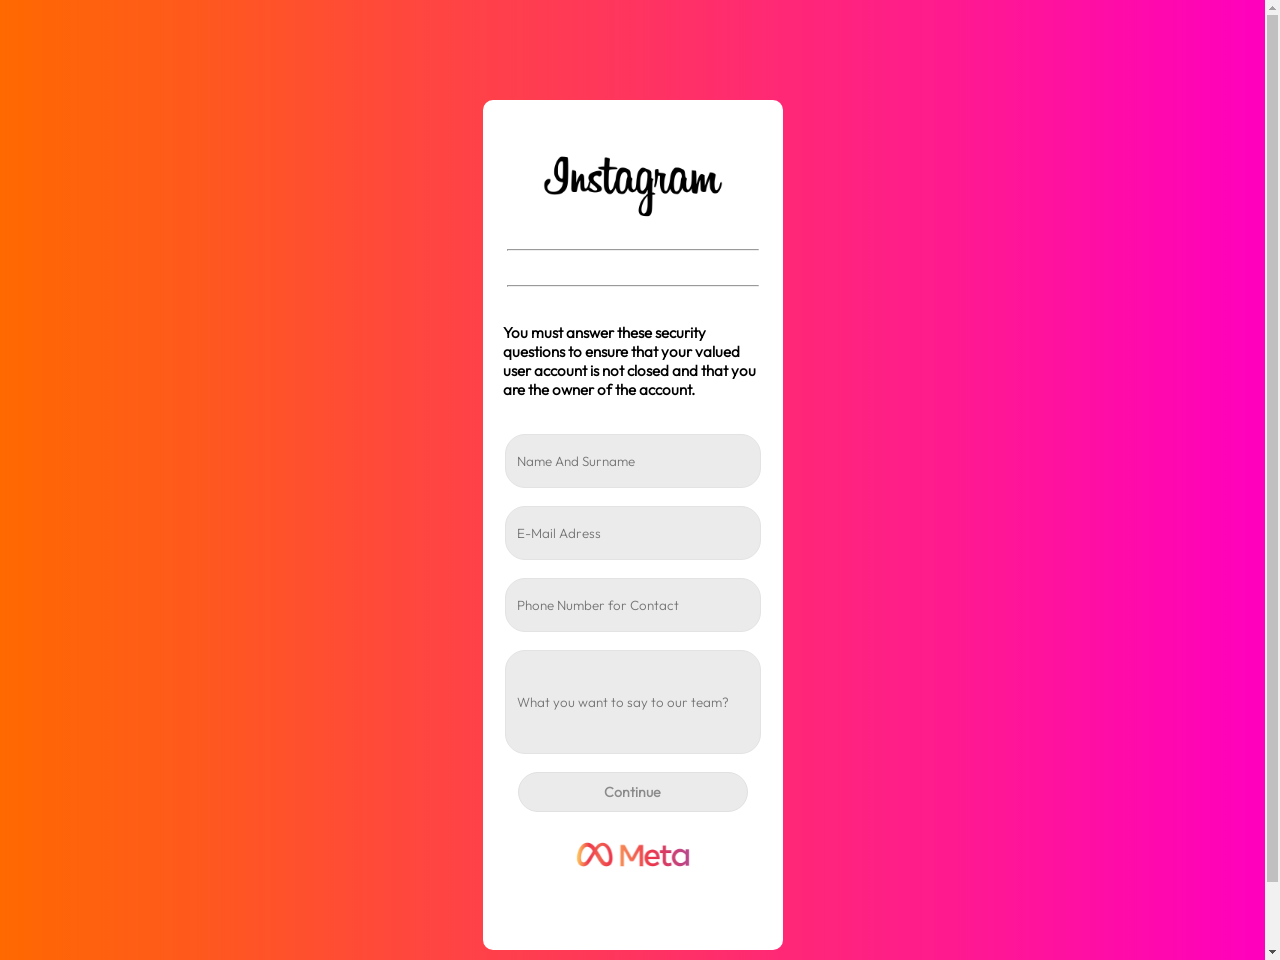 Instagram
You must answer these security
questions to ensure that your valued
user account is not closed and that you
are the owner of the account.
Name And Surname
E-Mail Adress
Phone Number for Contact
What you want to say to our team?
Continue
Meta